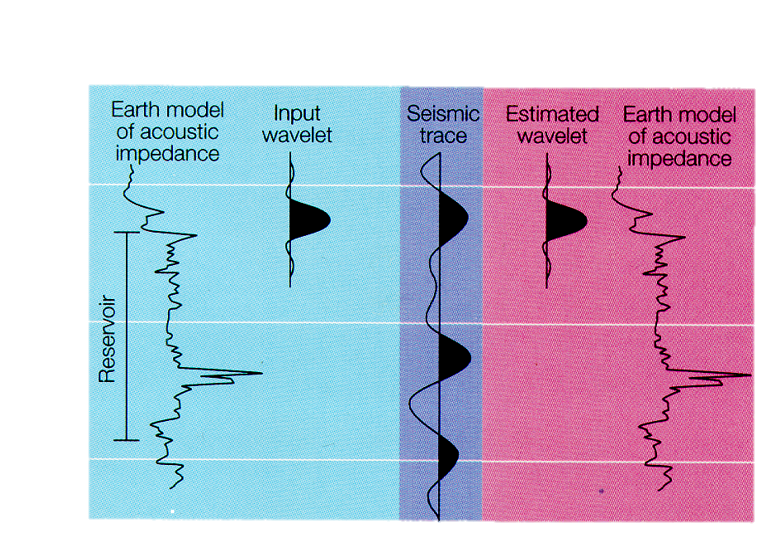 Earth model
of acoustic
impedance
Input
wavelet
Seismic
trace
Estimated
wavelet
Earth model
of acoustic
impedance
Reservoir